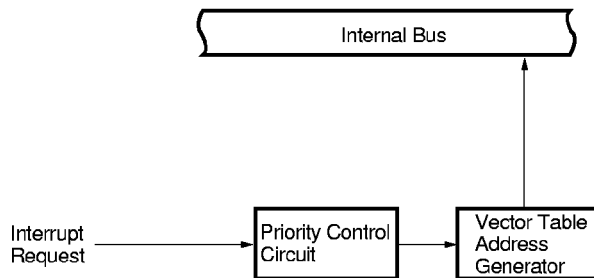 Internal Bus
Interrupt
Request
Priority Control
Circuit
Vector Table
Address
Generator